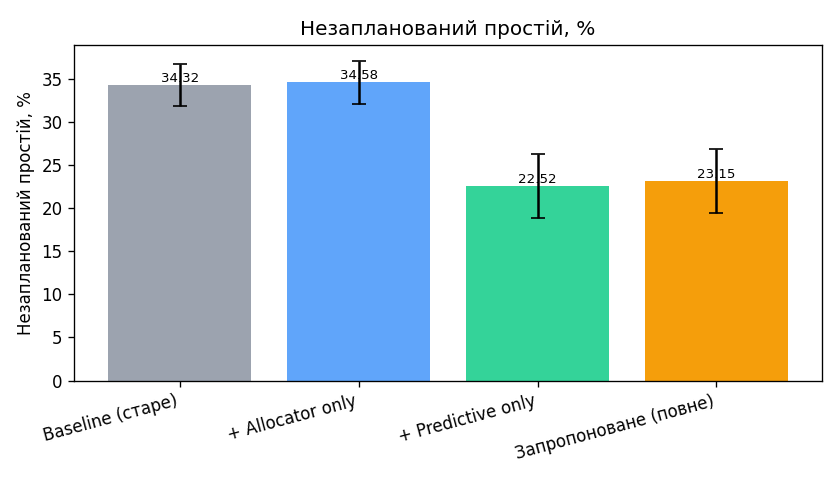 Незапланований простій, %
Незапланований простій, %
35
30
25
20
15
10
5
0
34.32
34.58
22.52
23.15
Baseline (старе)
+ Allocator only
+ Predictive only
Запропоноване (повне)